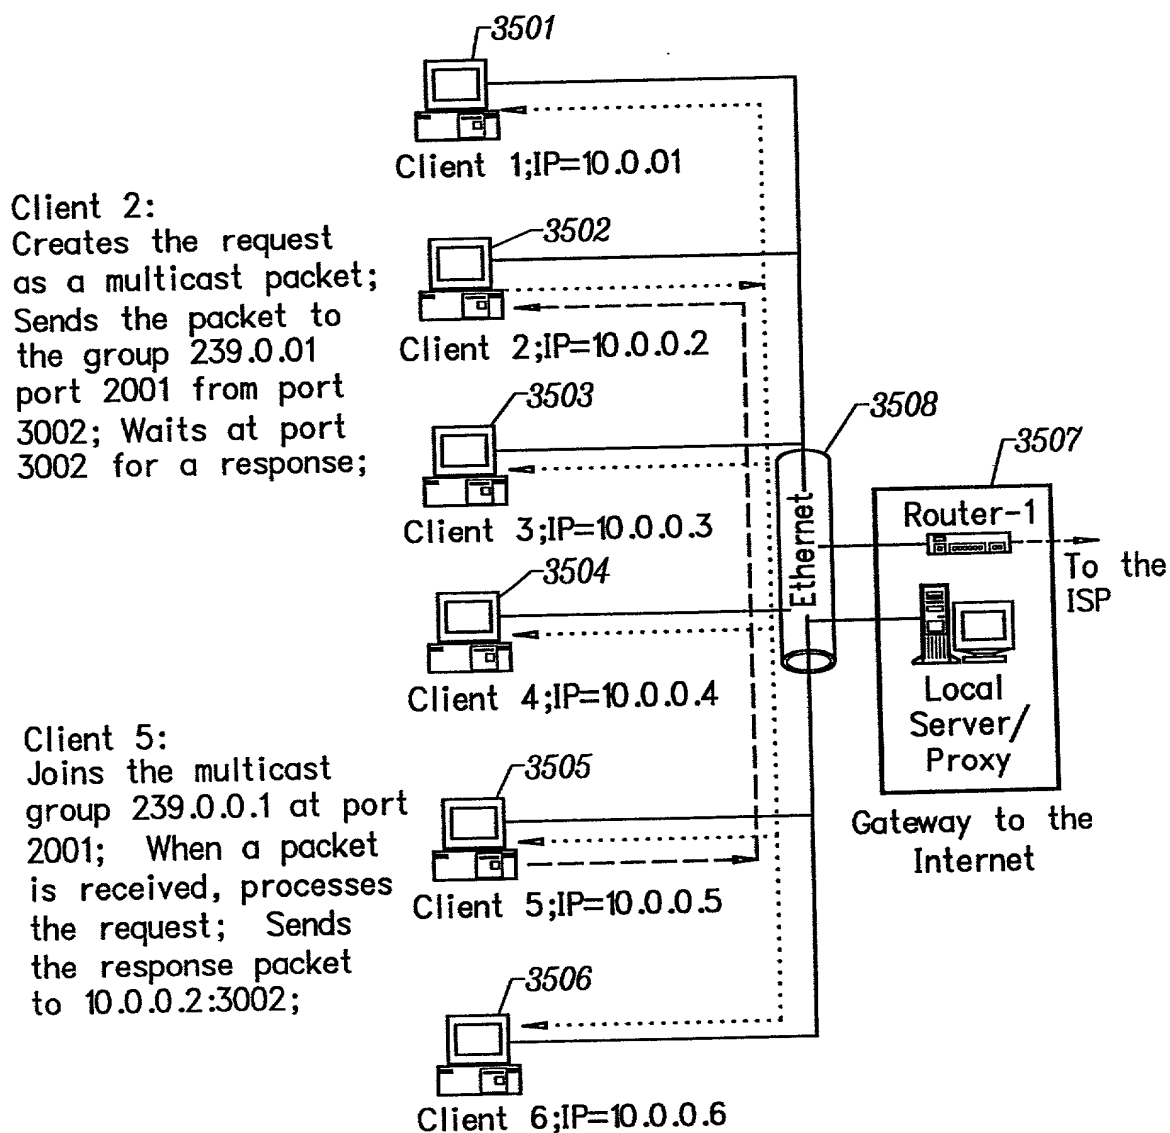 3501
Client 1;IP=10.0.01
Client 2:
Creates the request
as a multicast packet;
Sends the packet to
the group 239.0.01
port 2001 from port
3002; Waits at port
3002 for a response;
3502
Client 2;IP=10.0.0.2
3503
Client 3;IP=10.0.0.3
3508
Ethernet
3507
Router-1
To the
ISP
Local
Server/
Proxy
Gateway to the
Internet
3504
Client 4;IP=10.0.0.4
Client 5:
Joins the multicast
group 239.0.0.1 at port
2001; When a packet
is received, processes
the request; Sends
the response packet
to 10.0.0.2:3002;
3505
Client 5;IP=10.0.0.5
3506
Client 6;IP=10.0.0.6